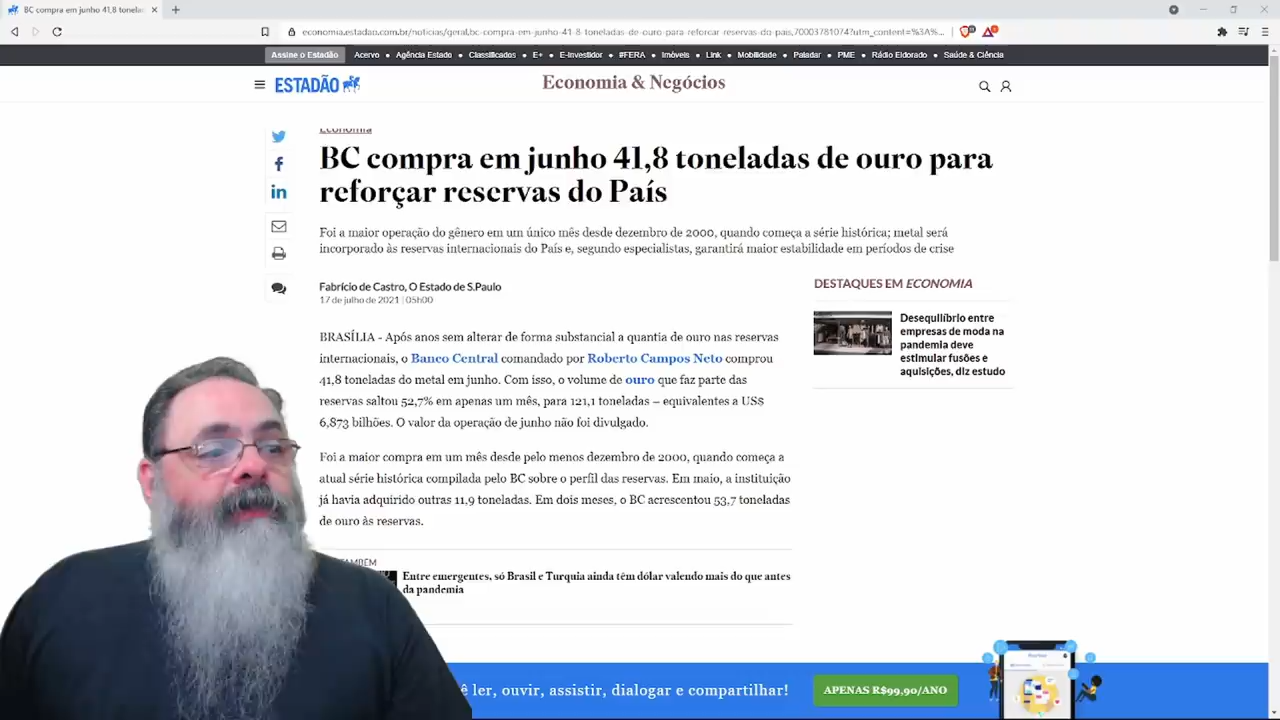 BC compra em junho 41,8 tonelad
economia.estadao.com.br/noticias/geral,bc-compra-em-junho-41-8-toneladas-de-ouro-para-reforcar-reservas-do-pais,70003781074?utm_content=%3A%...
Assine o Estadão Acervo Agência Estado Classificados E+ E-Investidor #FERA Imóveis Link Mobilidade Paladar PME Rádio Eldorado Saúde & Ciência
ESTADÃO
Economia & Negócios
Economia
BC compra em junho 41,8 toneladas de ouro para
reforçar reservas do País
Foi a maior operação do gênero em um único mês desde dezembro de 2000, quando começa a série histórica; metal será
incorporado às reservas internacionais do País e, segundo especialistas, garantirá maior estabilidade em períodos de crise
Fabrício de Castro, O Estado de S.Paulo
17 de julho de 2021 | 05h00
DESTAQUES EM ECONOMIA
Desequilíbrio entre
empresas de moda na
pandemia deve
estimular fusões e
aquisições, diz estudo
BRASÍLIA - Após anos sem alterar de forma substancial a quantia de ouro nas reservas
internacionais, o Banco Central comandado por Roberto Campos Neto comprou
41,8 toneladas do metal em junho. Com isso, o volume de ouro que faz parte das
reservas saltou 52,7% em apenas um mês, para 121,1 toneladas – equivalentes a US$
6,873 bilhões. O valor da operação de junho não foi divulgado.
Foi a maior compra em um mês desde pelo menos dezembro de 2000, quando começa a
atual série histórica compilada pelo BC sobre o perfil das reservas. Em maio, a instituição
já havia adquirido outras 11,9 toneladas. Em dois meses, o BC acrescentou 53,7 toneladas
de ouro às reservas.
TAMBÉM
Entre emergentes, só Brasil e Turquia ainda têm dólar valendo mais do que antes
da pandemia
ê ler, ouvir, assistir, dialogar e compartilhar!
APENAS R$99,90/ANO